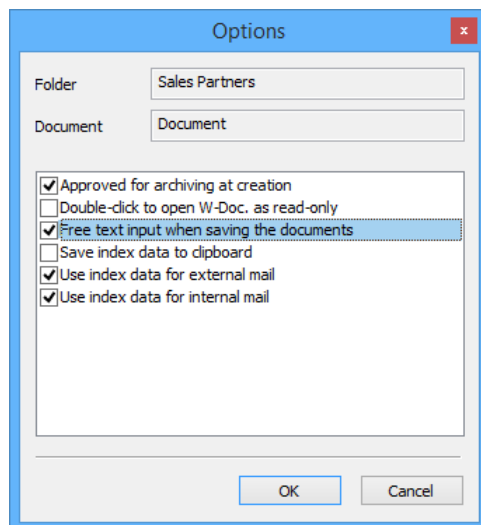 Options
x
Folder Sales Partners
Document Document
Approved for archiving at creation
Double-click to open W-Doc. as read-only
Free text input when saving the documents
Save index data to clipboard
Use index data for external mail
Use index data for internal mail
OK Cancel